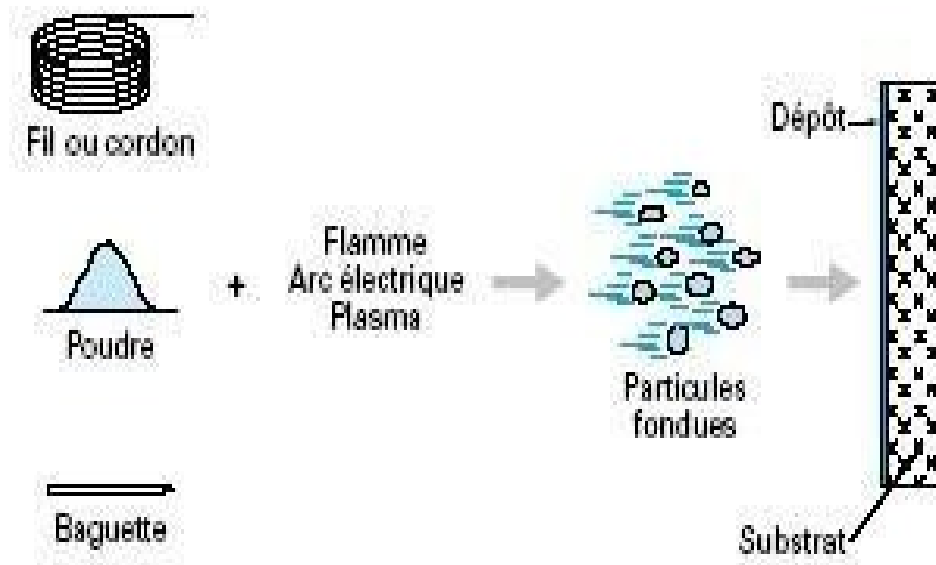 Fil ou cordon
Poudre
Baguette
+
Flamme
Arc électrique
Plasma
Particules
fondues
Dépôt
Substrat